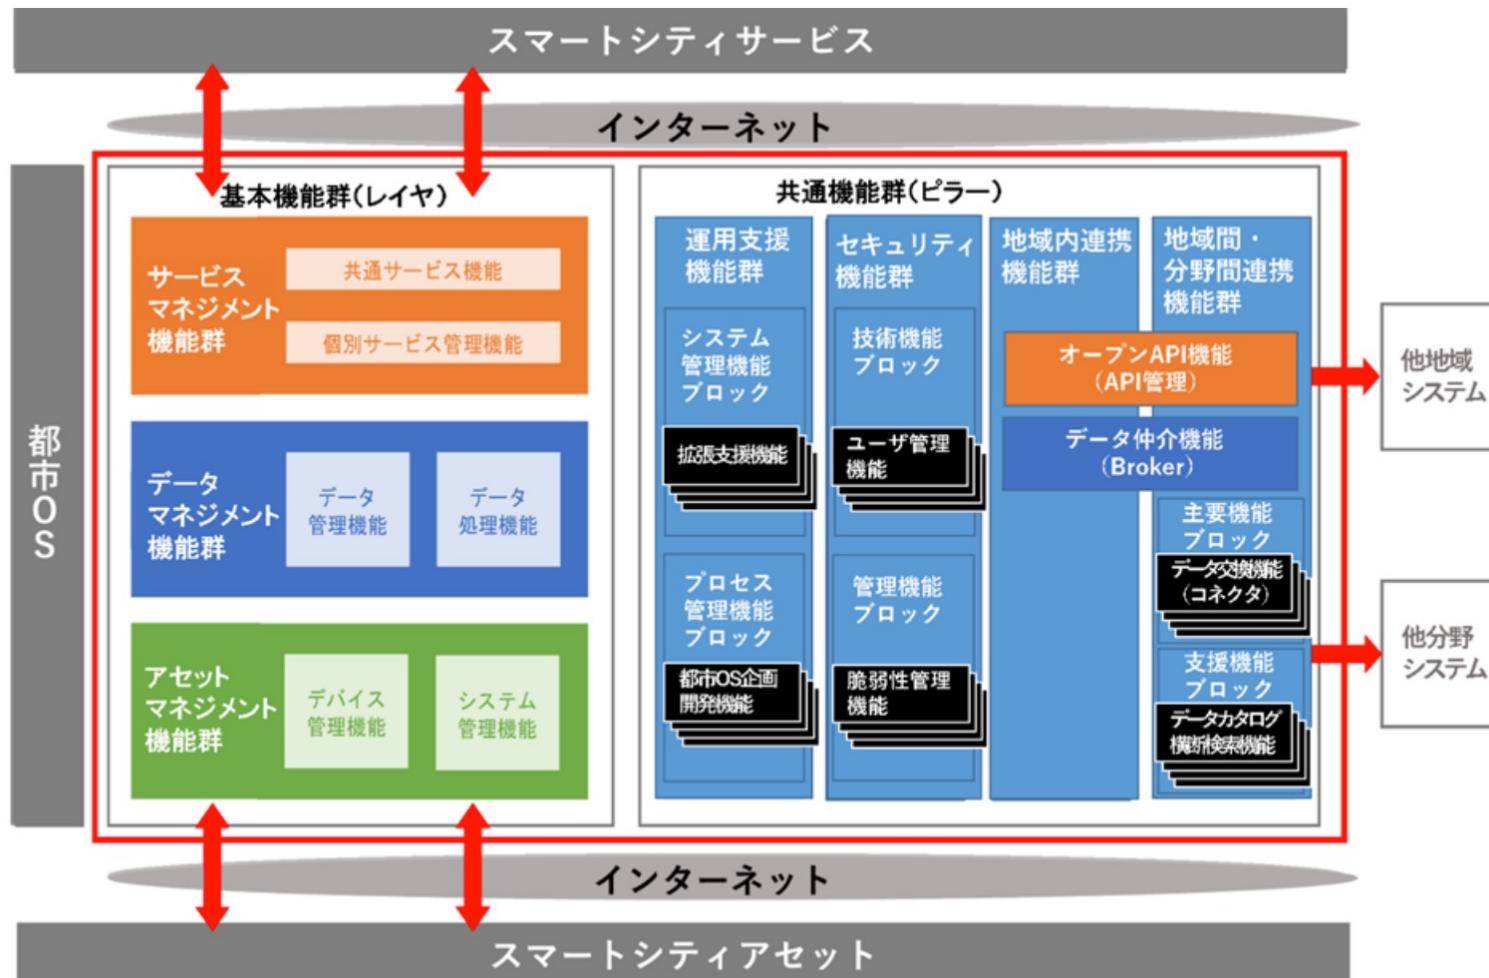 スマートシティサービス
インターネット
都市OS
基本機能群(レイヤ)
サービス
マネジメント
機能群
共通サービス機能
個別サービス管理機能
データ
マネジメント
機能群
データ
管理機能
データ
処理機能
アセット
マネジメント
機能群
デバイス
管理機能
システム
管理機能
共通機能群(ピラー)
運用支援
機能群
システム
管理機能
ブロック
拡張支援機能
プロセス
管理機能
ブロック
都市OS企画
開発機能
セキュリティ
機能群
技術機能
ブロック
ユーザ管理
機能
管理機能
ブロック
脆弱性管理
機能
地域内連携
機能群
地域間・
分野間連携
機能群
オープンAPI機能
(API管理)
データ仲介機能
(Broker)
主要機能
ブロック
データ交換機能
(コネクタ)
支援機能
ブロック
データカタログ
横断検索機能
他地域
システム
他分野
システム
インターネット
スマートシティアセット